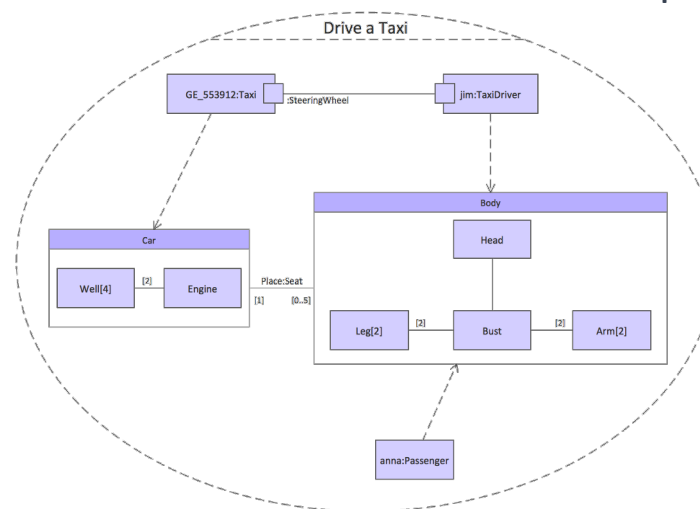 Drive a Taxi
GE_553912:Taxi
:SteeringWheel
jim:TaxiDriver
Body
Head
Car
Well[4]
[2]
Engine
Place:Seat
[1]
[0..5]
Leg[2]
[2]
Bust
[2]
Arm[2]
anna:Passenger